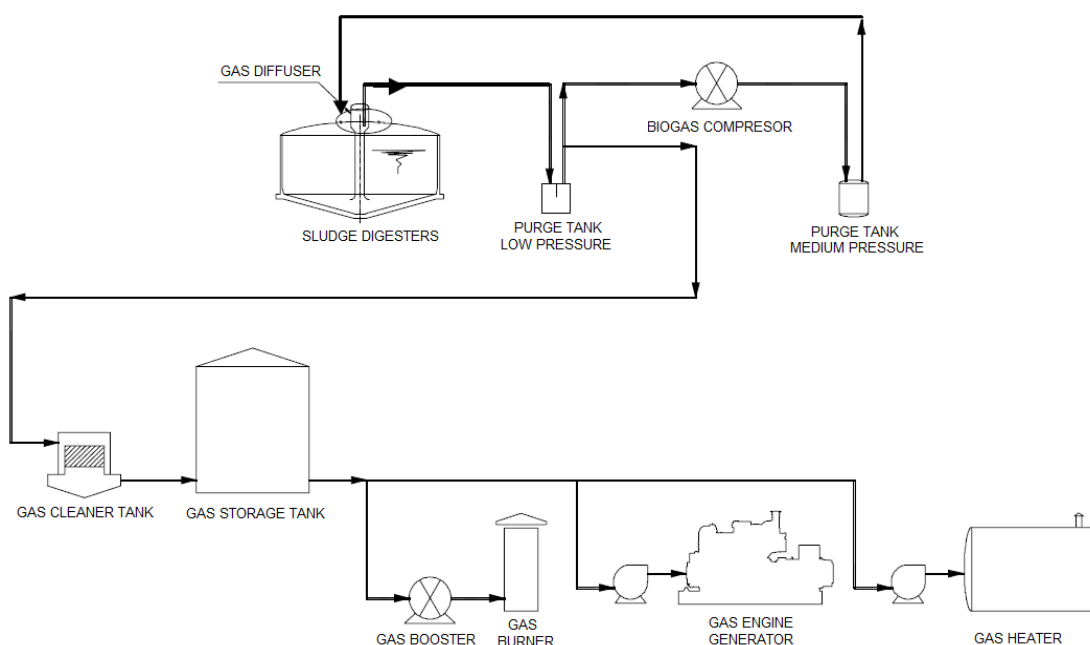 GAS DIFFUSER
BIOGAS COMPRESOR
SLUDGE DIGESTERS
PURGE TANK
LOW PRESSURE
PURGE TANK
MEDIUM PRESSURE
GAS CLEANER TANK
GAS STORAGE TANK
GAS BOOSTER
GAS
BURNER
GAS ENGINE
GENERATOR
GAS HEATER